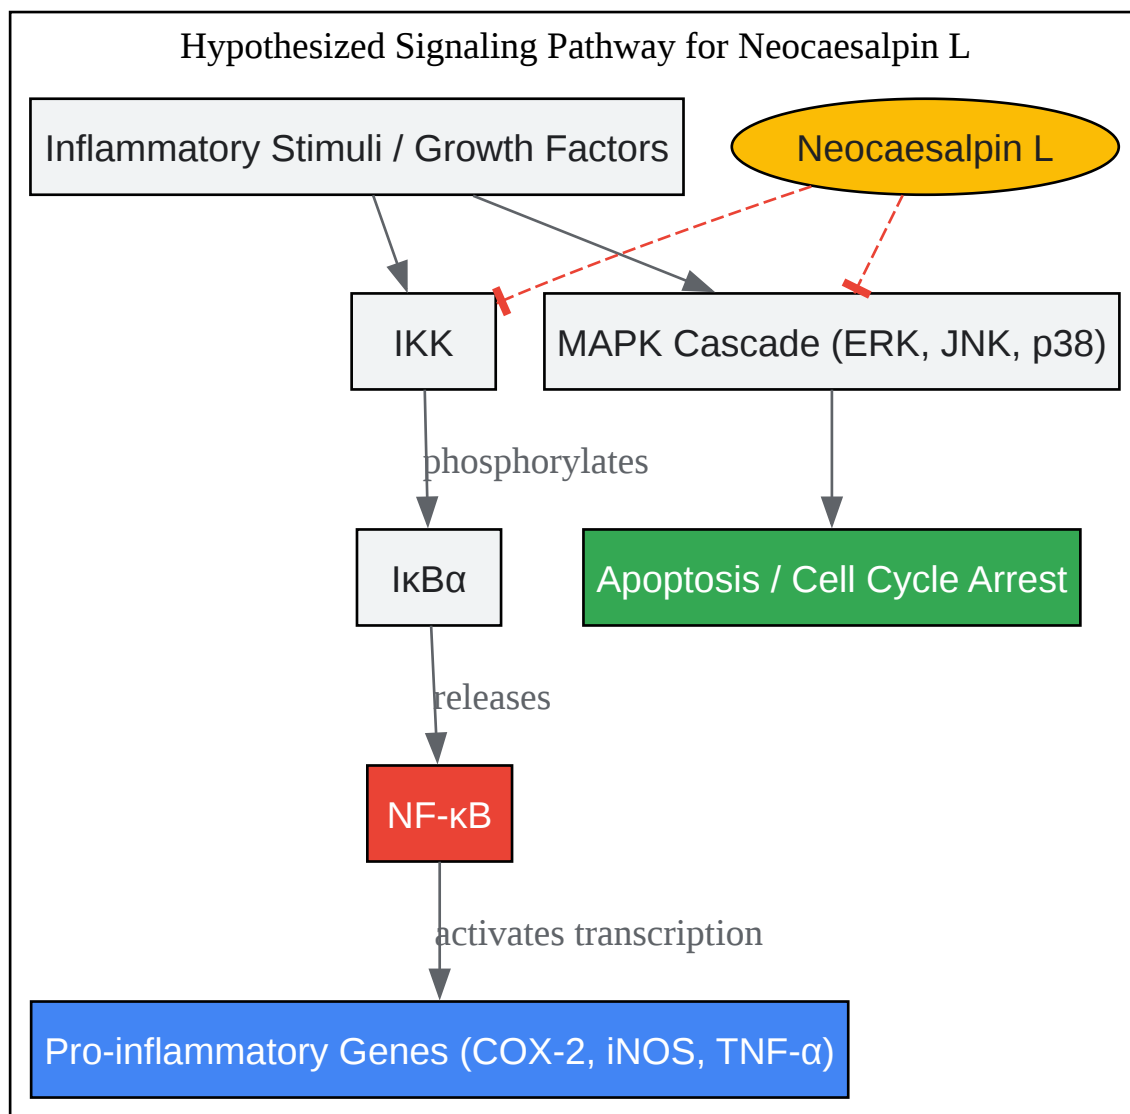 Hypothesized Signaling Pathway for Neocaesalpin L
Inflammatory Stimuli / Growth Factors
Neocaesalpin L
IKK
MAPK Cascade (ERK, JNK, p38)
phosphorylates
IκBα
Apoptosis / Cell Cycle Arrest
releases
NF-κB
activates transcription
Pro-inflammatory Genes (COX-2, iNOS, TNF-α)